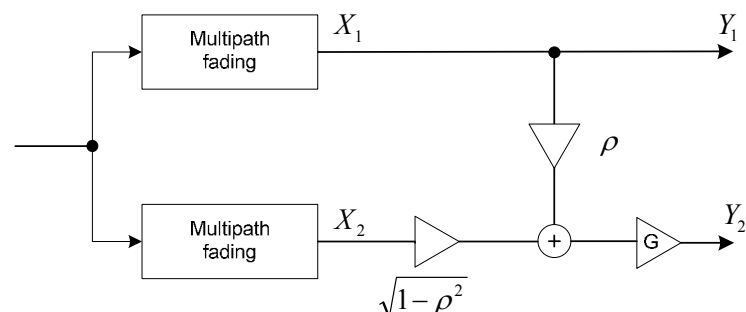 Multipath
fading
X₁
Y₁
ρ
Multipath
fading
X₂
√(1−ρ²)
+
G
Y₂